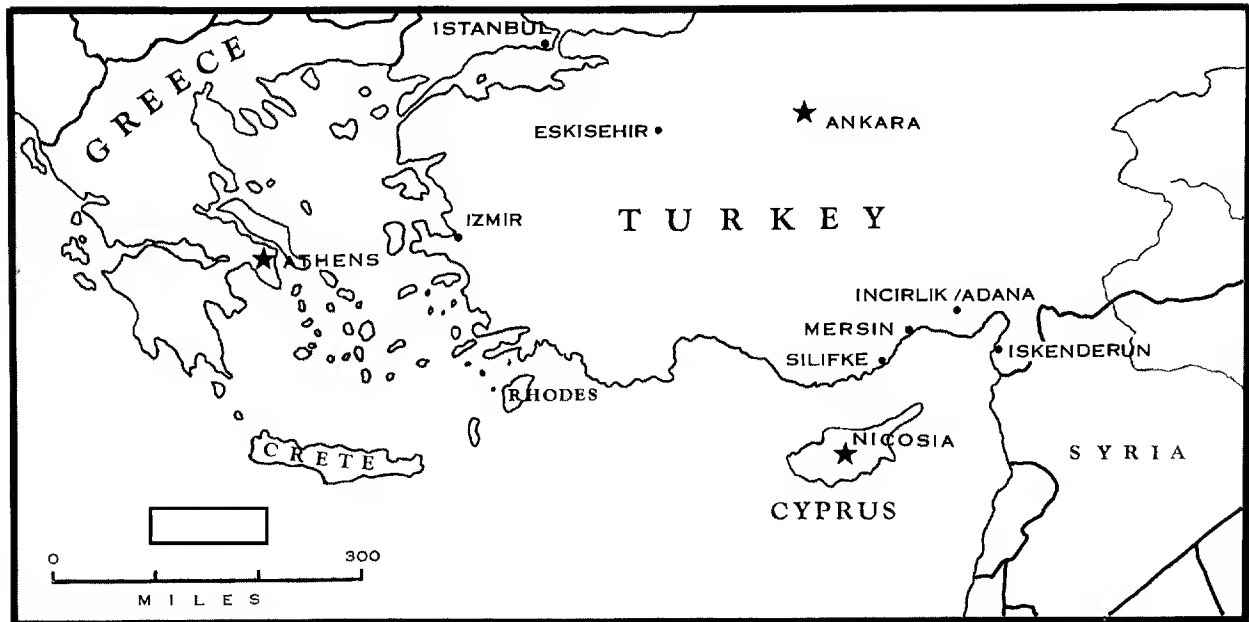 ISTANBUL
GREECE
ANKARA
ESKISEHIR
TURKEY
IZMIR
ATHENS
INCIRLIK/ADANA
MERSIN
ISKENDERUN
SILIFKE
RHODES
NICOSIA
CRETE
SYRIA
CYPRUS
0 300
MILES